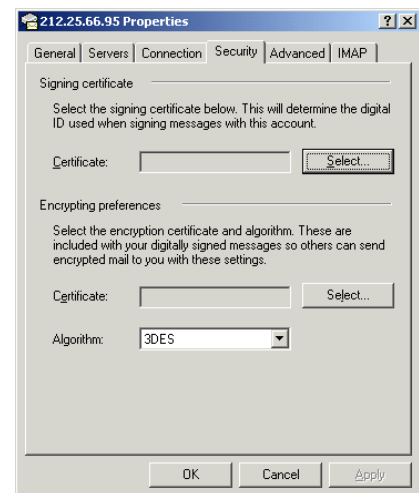 212.25.66.95 Properties
General Servers Connection Security Advanced IMAP
Signing certificate
Select the signing certificate below. This will determine the digital
ID used when signing messages with this account.
Certificate:
Select...
Encrypting preferences
Select the encryption certificate and algorithm. These are
included with your digitally signed messages so others can send
encrypted mail to you with these settings.
Certificate:
Select...
Algorithm: 3DES
OK Cancel Apply